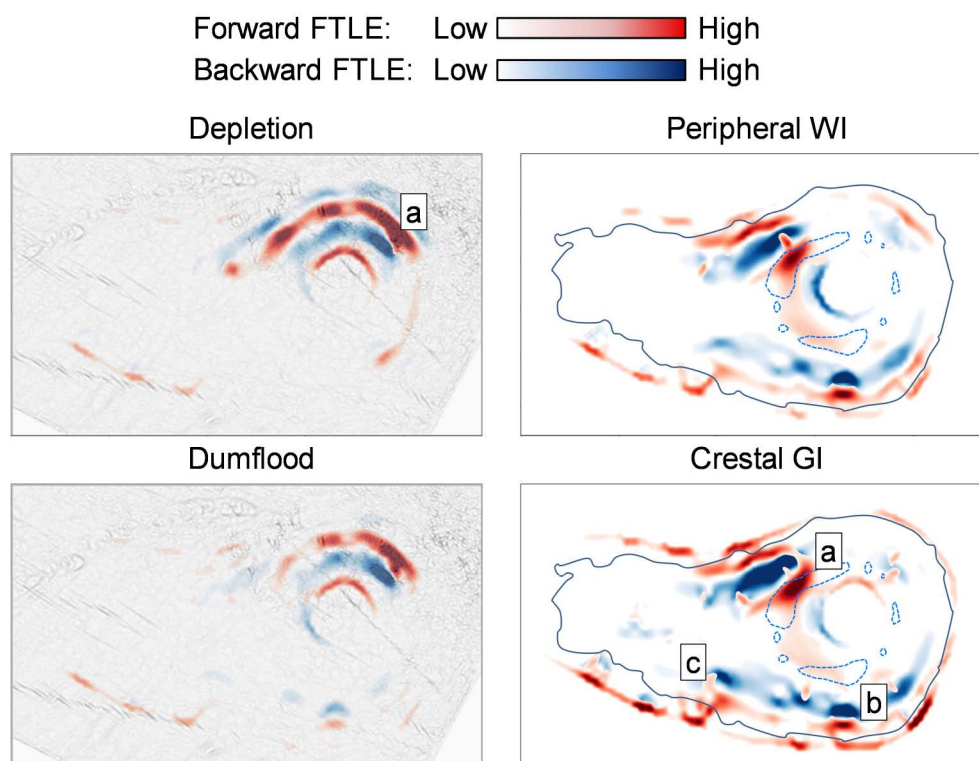 Forward FTLE: Low High
Backward FTLE: Low High
Depletion
Peripheral WI
a
Dumflood
Crestal GI
a
c
b